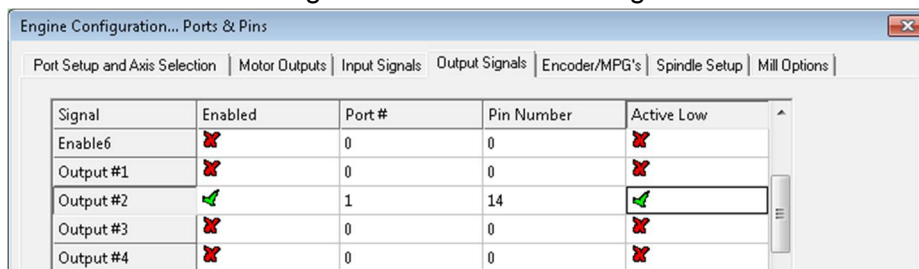 Engine Configuration... Ports & Pins
Port Setup and Axis Selection Motor Outputs Input Signals Output Signals Encoder/MPG's Spindle Setup Mill Options
Signal Enabled Port # Pin Number Active Low
Enable6 0 0
Output #1 0 0
Output #2 1 14
Output #3 0 0
Output #4 0 0